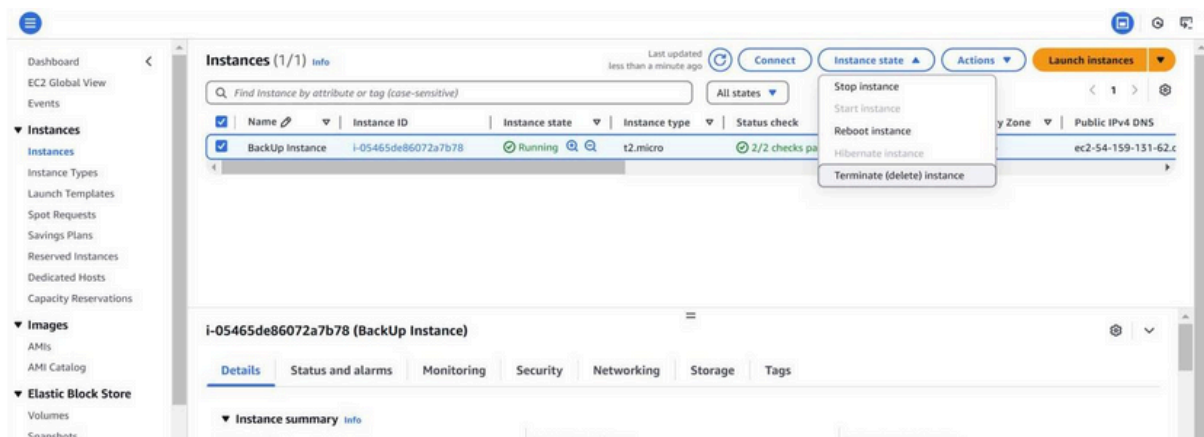 Dashboard
EC2 Global View
Events
Instances
Instances
Instance Types
Launch Templates
Spot Requests
Savings Plans
Reserved Instances
Dedicated Hosts
Capacity Reservations
Images
AMIs
AMI Catalog
Elastic Block Store
Volumes
Snapshots
Instances (1/1) Info
Last updated
less than a minute ago
Connect
Instance state
Actions
Launch instances
Find Instance by attribute or tag (case-sensitive)
All states
1
Stop instance
Start instance
Reboot instance
Hibernate instance
Terminate (delete) instance
Name Instance ID Instance state Instance type Status check y Zone Public IPv4 DNS
BackUp Instance i-05465de86072a7b78 Running t2.micro 2/2 checks pa ec2-54-159-131-62.c
i-05465de86072a7b78 (BackUp Instance)
Details Status and alarms Monitoring Security Networking Storage Tags
Instance summary Info